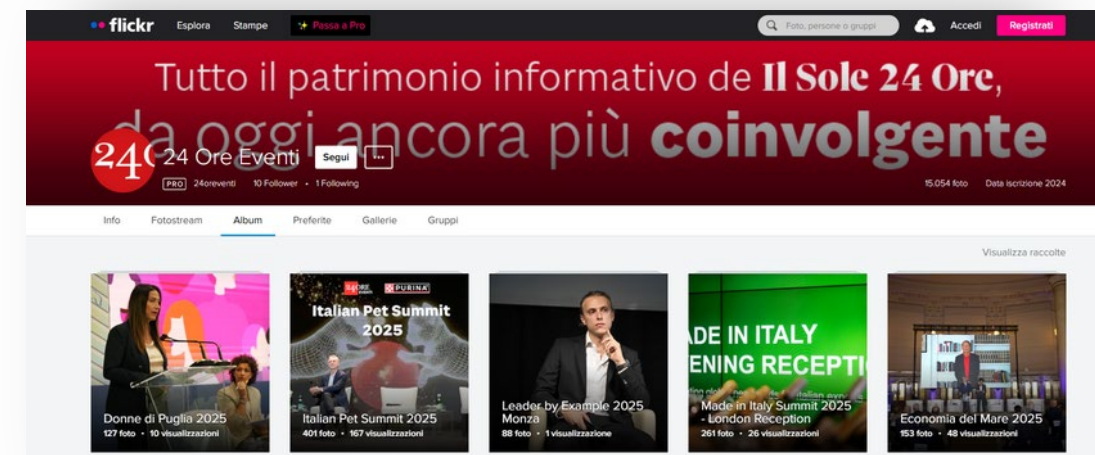 flickr Esplora Stampe Passa a Pro Foto, persone o gruppi Accedi Registrati
Tutto il patrimonio informativo de Il Sole 24 Ore,
da oggi ancora più coinvolgente
24 24 Ore Eventi Segui ...
PRO 24oreventi 10 Follower • 1 Following 15.054 foto Data iscrizione 2024
Info Fotostream Album Preferite Gallerie Gruppi
Visualizza raccolte
PURINA
Italian Pet Summit
2025
ADE IN ITALY
ENING RECEPTI
Donne di Puglia 2025
127 foto • 10 visualizzazioni
Italian Pet Summit 2025
401 foto • 167 visualizzazioni
Leader by Example 2025
Monza
88 foto • 1 visualizzazione
Made in Italy Summit 2025
- London Reception
261 foto • 26 visualizzazioni
Economia del Mare 2025
153 foto • 48 visualizzazioni